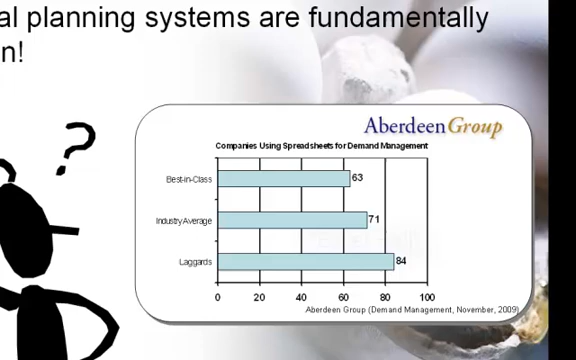 al planning systems are fundamentally
n!
AberdeenGroup
Companies Using Spreadsheets for Demand Management
Best-in-Class 63
Industry Average 71
Laggards 84
0 20 40 60 80 100
Aberdeen Group (Demand Management, November, 2009)